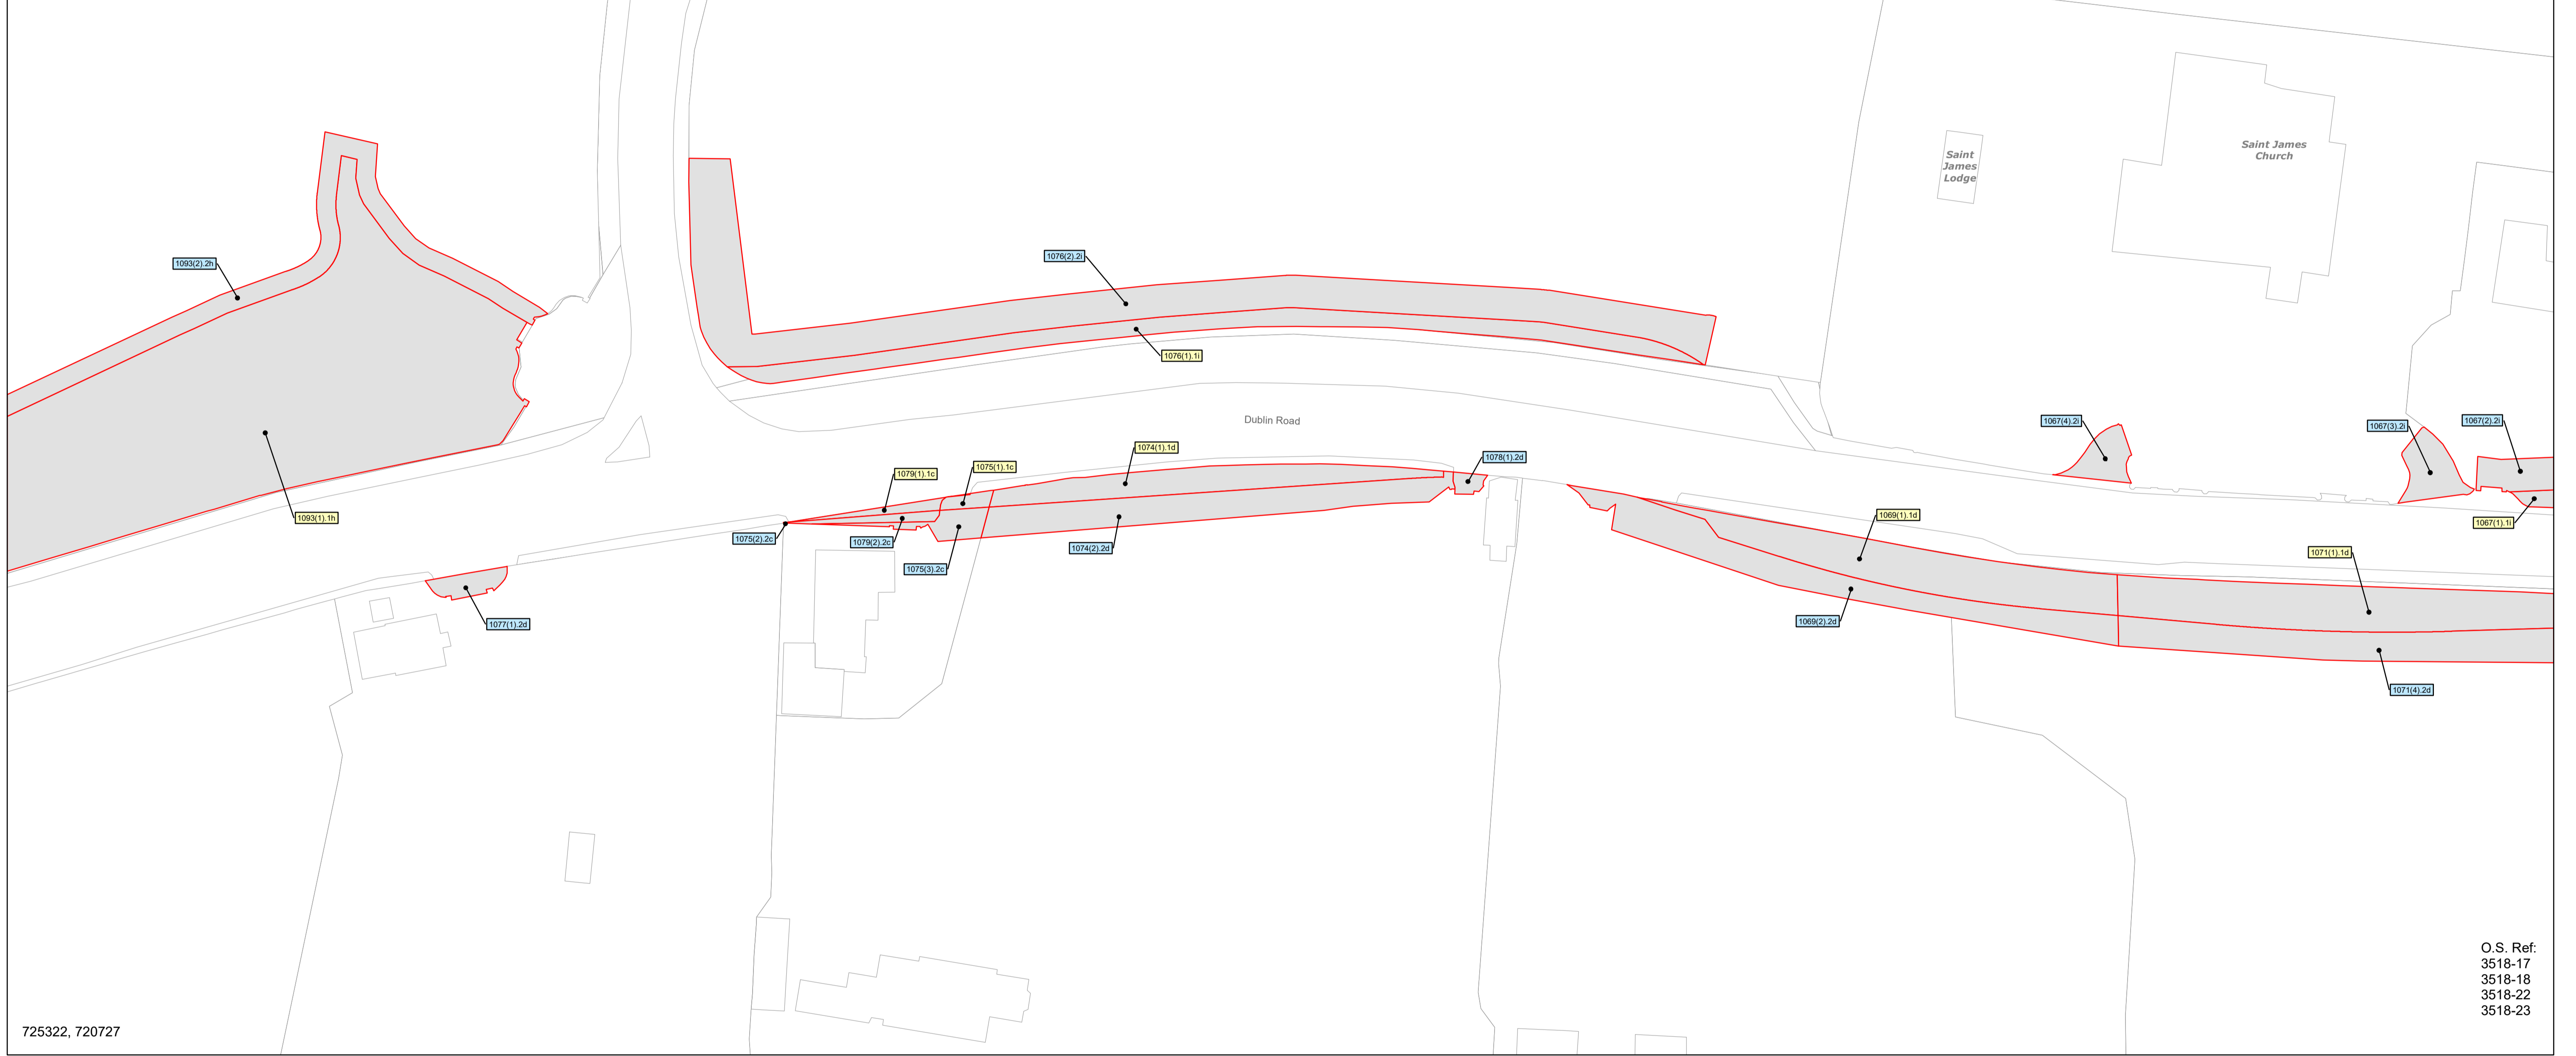 Saint James
Church
Saint
James
Lodge
1076(2).2i
1093(2).2h
1076(1).1i
Dublin Road
1067(4).2i
1067(3).2i
1067(2).2i
1074(1).1d
1078(1).2d
1075(1).1c
1079(1).1c
1093(1).1h
1069(1).1d
1067(1).1i
1075(2).2c
1079(2).2c
1074(2).2d
1071(1).1d
1075(3).2c
1077(1).2d
1069(2).2d
1071(4).2d
O.S. Ref:
3518-17
3518-18
3518-22
3518-23
725322, 720727